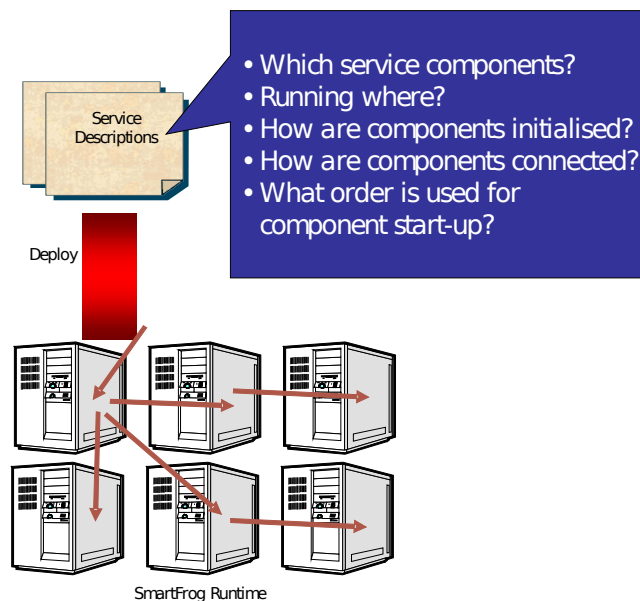 Service
Descriptions
• Which service components?
• Running where?
• How are components initialised?
• How are components connected?
• What order is used for
component start-up?
Deploy
SmartFrog Runtime